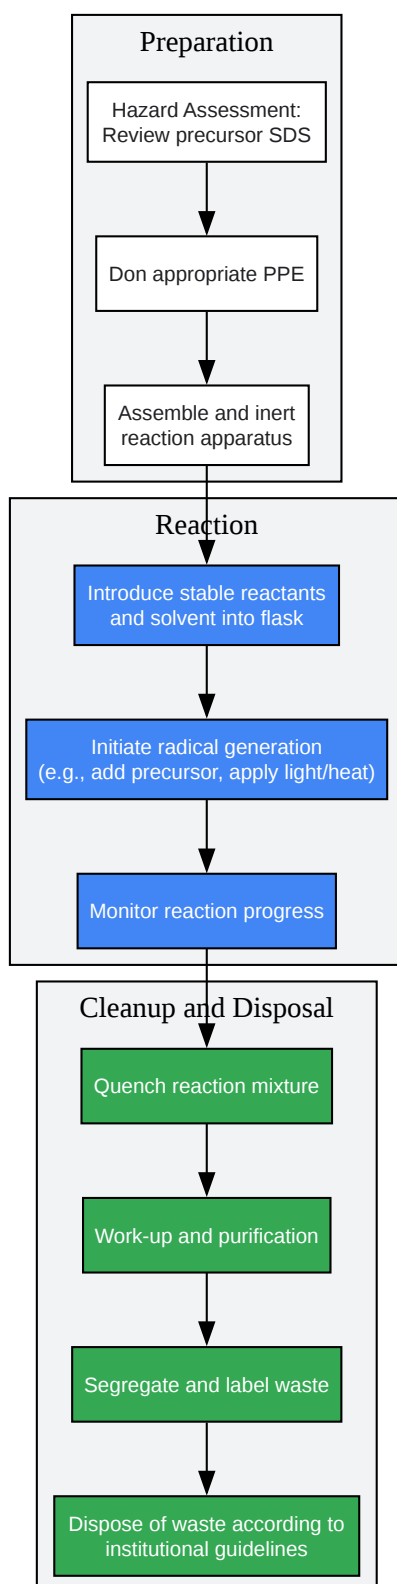 Preparation
Hazard Assessment:
Review precursor SDS
Don appropriate PPE
Assemble and inert
reaction apparatus
Reaction
Introduce stable reactants
and solvent into flask
Initiate radical generation
(e.g., add precursor, apply light/heat)
Monitor reaction progress
Cleanup and Disposal
Quench reaction mixture
Work-up and purification
Segregate and label waste
Dispose of waste according to
institutional guidelines